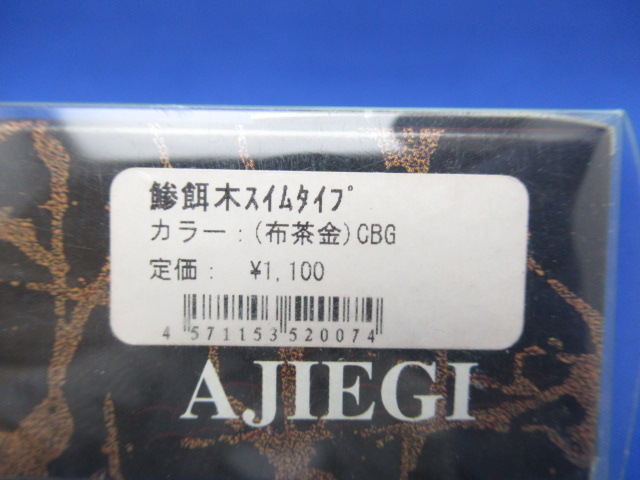 鯵餌木ｽｲﾑﾀｲﾌﾟ
カラー：(布茶金)CBG
定価： ¥1,100
4 571153 520074
AJIEGI